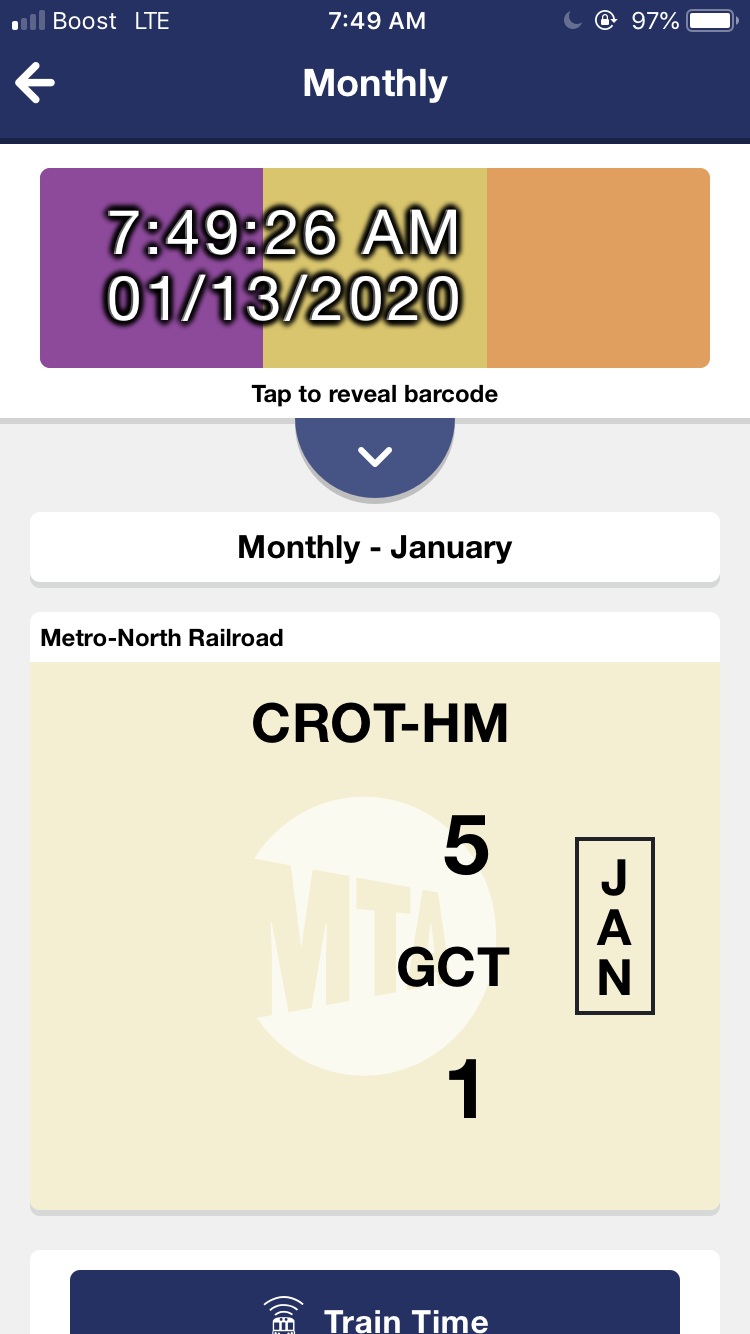 Boost LTE 7:49 AM 97%
Monthly
7:49:26 AM
01/13/2020
Tap to reveal barcode
Monthly - January
Metro-North Railroad
CROT-HM
5
MTA
GCT
1
JAN
Train Time